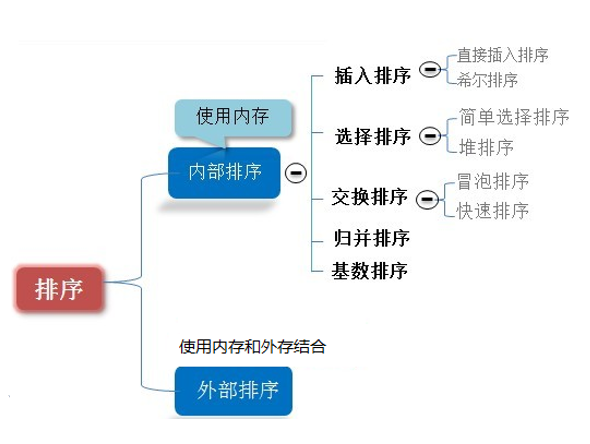 排序
使用内存
内部排序
插入排序
直接插入排序
希尔排序
选择排序
简单选择排序
堆排序
交换排序
冒泡排序
快速排序
归并排序
基数排序
使用内存和外存结合
外部排序